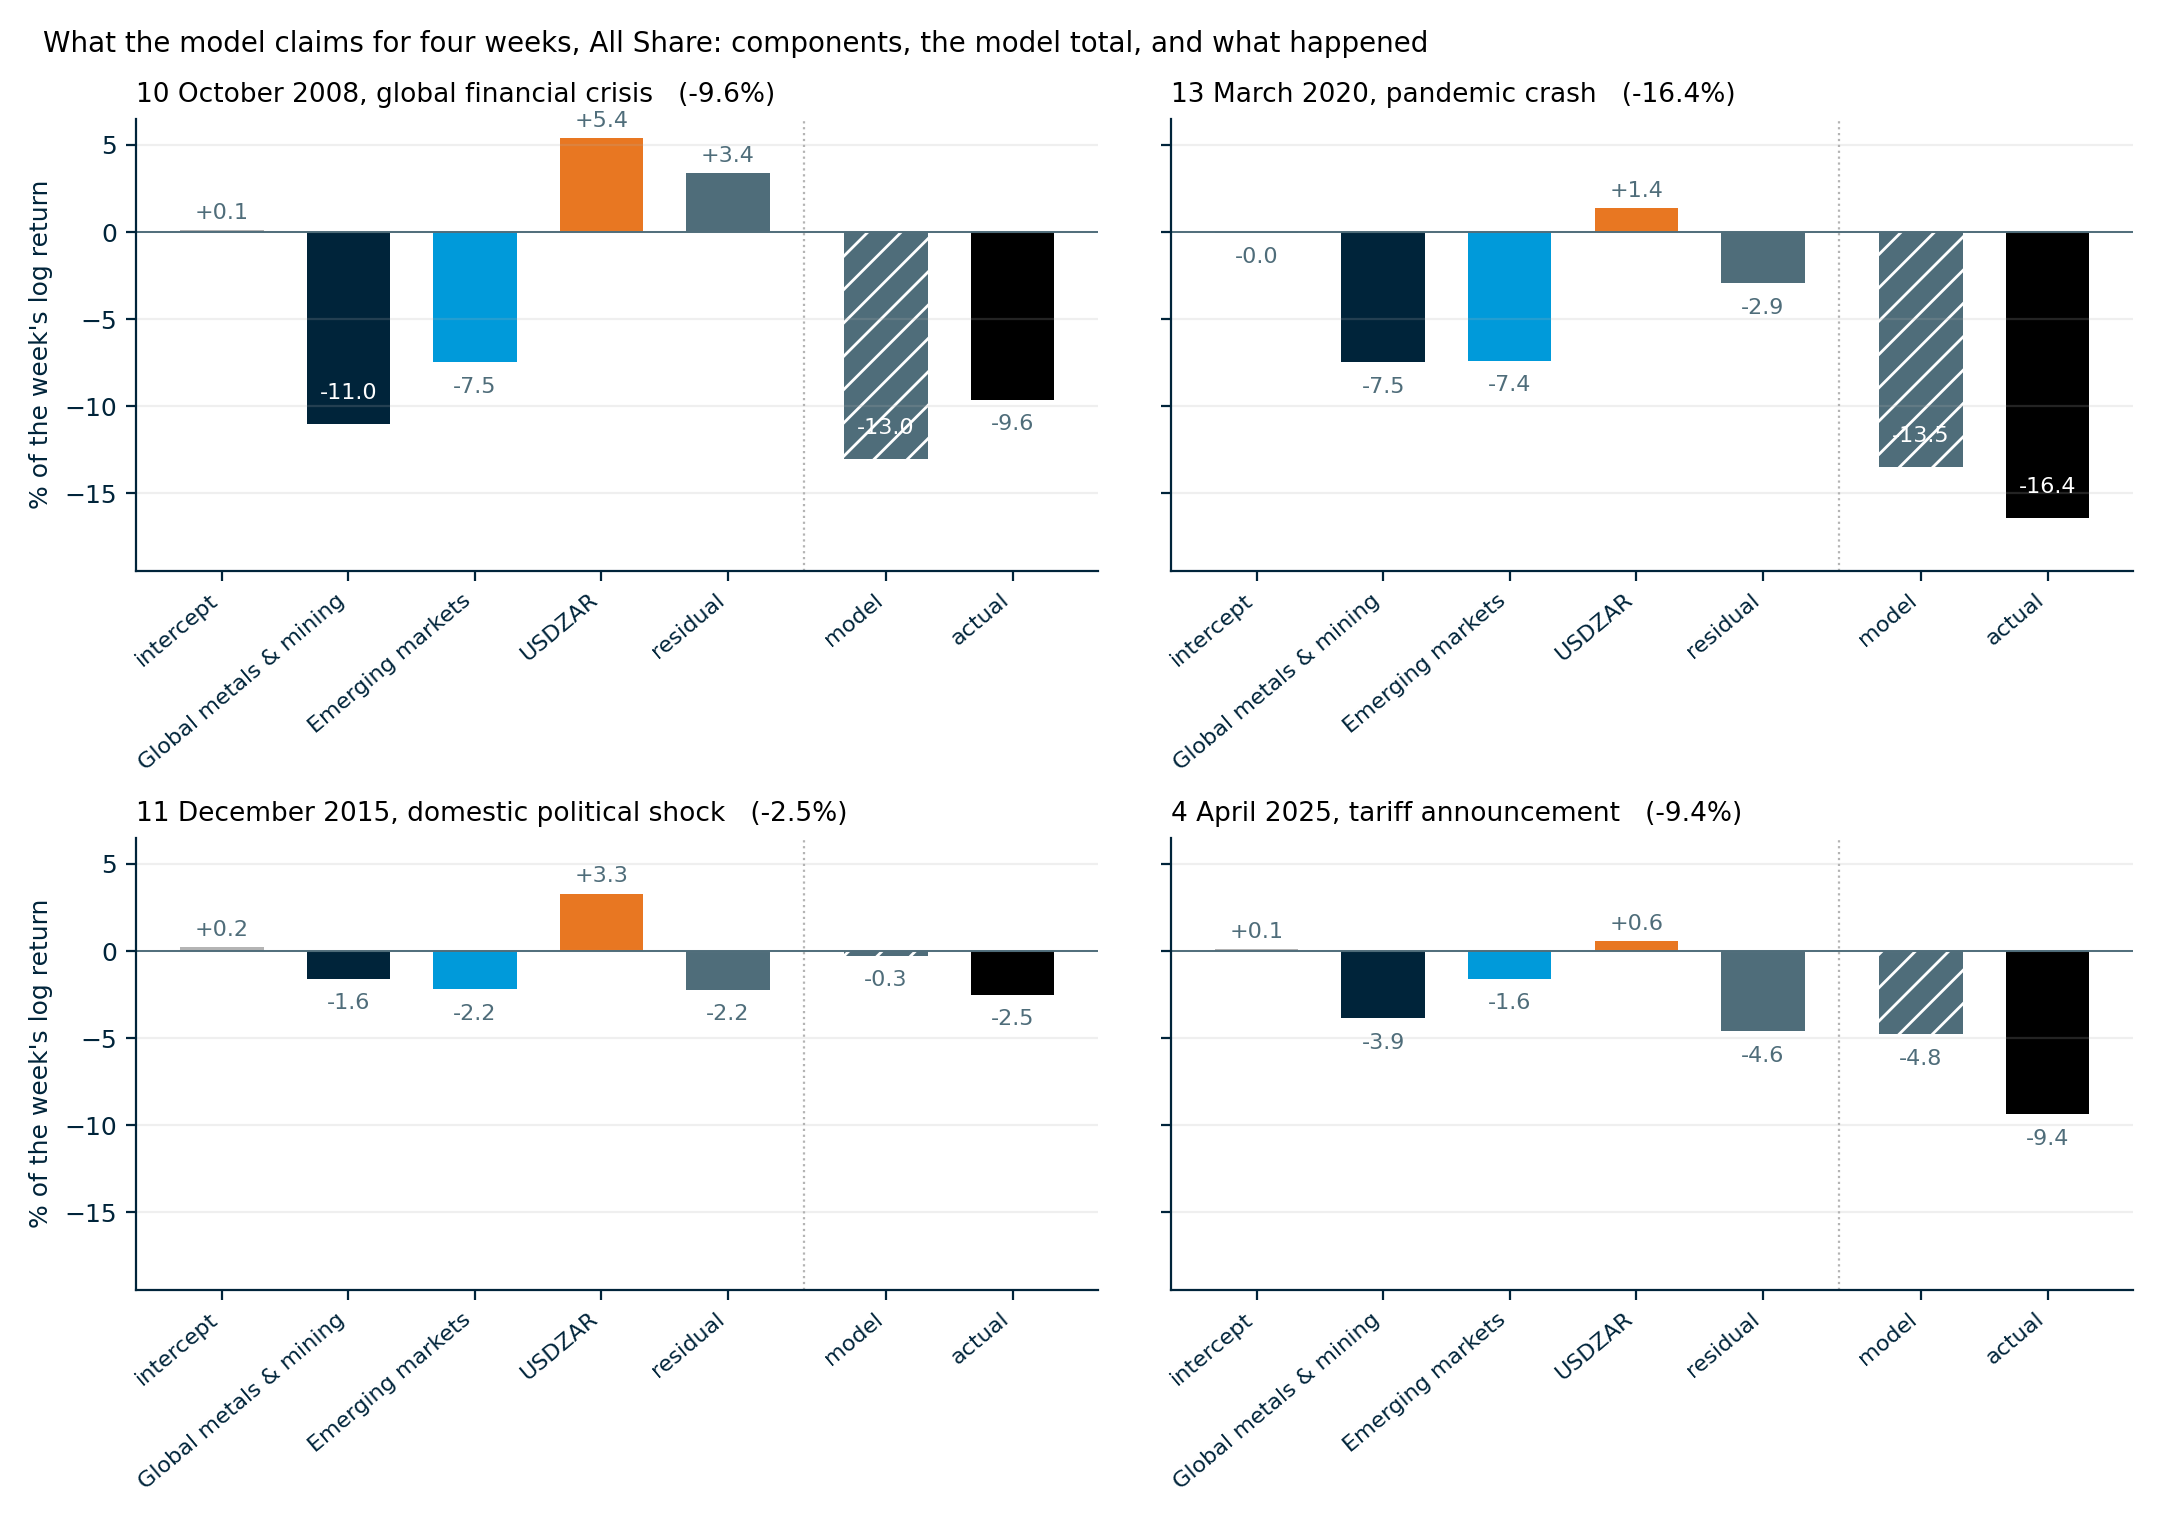 What the model claims for four weeks, All Share: components, the model total, and what happened
10 October 2008, global financial crisis (-9.6%)
% of the week's log return
5
0
−5
−10
−15
+0.1
-11.0
-7.5
+5.4
+3.4
-13.0
-9.6
intercept
Global metals & mining
Emerging markets
USDZAR
residual
model
actual
13 March 2020, pandemic crash (-16.4%)
-0.0
-7.5
-7.4
+1.4
-2.9
-13.5
-16.4
intercept
Global metals & mining
Emerging markets
USDZAR
residual
model
actual
11 December 2015, domestic political shock (-2.5%)
% of the week's log return
5
0
−5
−10
−15
+0.2
-1.6
-2.2
+3.3
-2.2
-0.3
-2.5
intercept
Global metals & mining
Emerging markets
USDZAR
residual
model
actual
4 April 2025, tariff announcement (-9.4%)
+0.1
-3.9
-1.6
+0.6
-4.6
-4.8
-9.4
intercept
Global metals & mining
Emerging markets
USDZAR
residual
model
actual